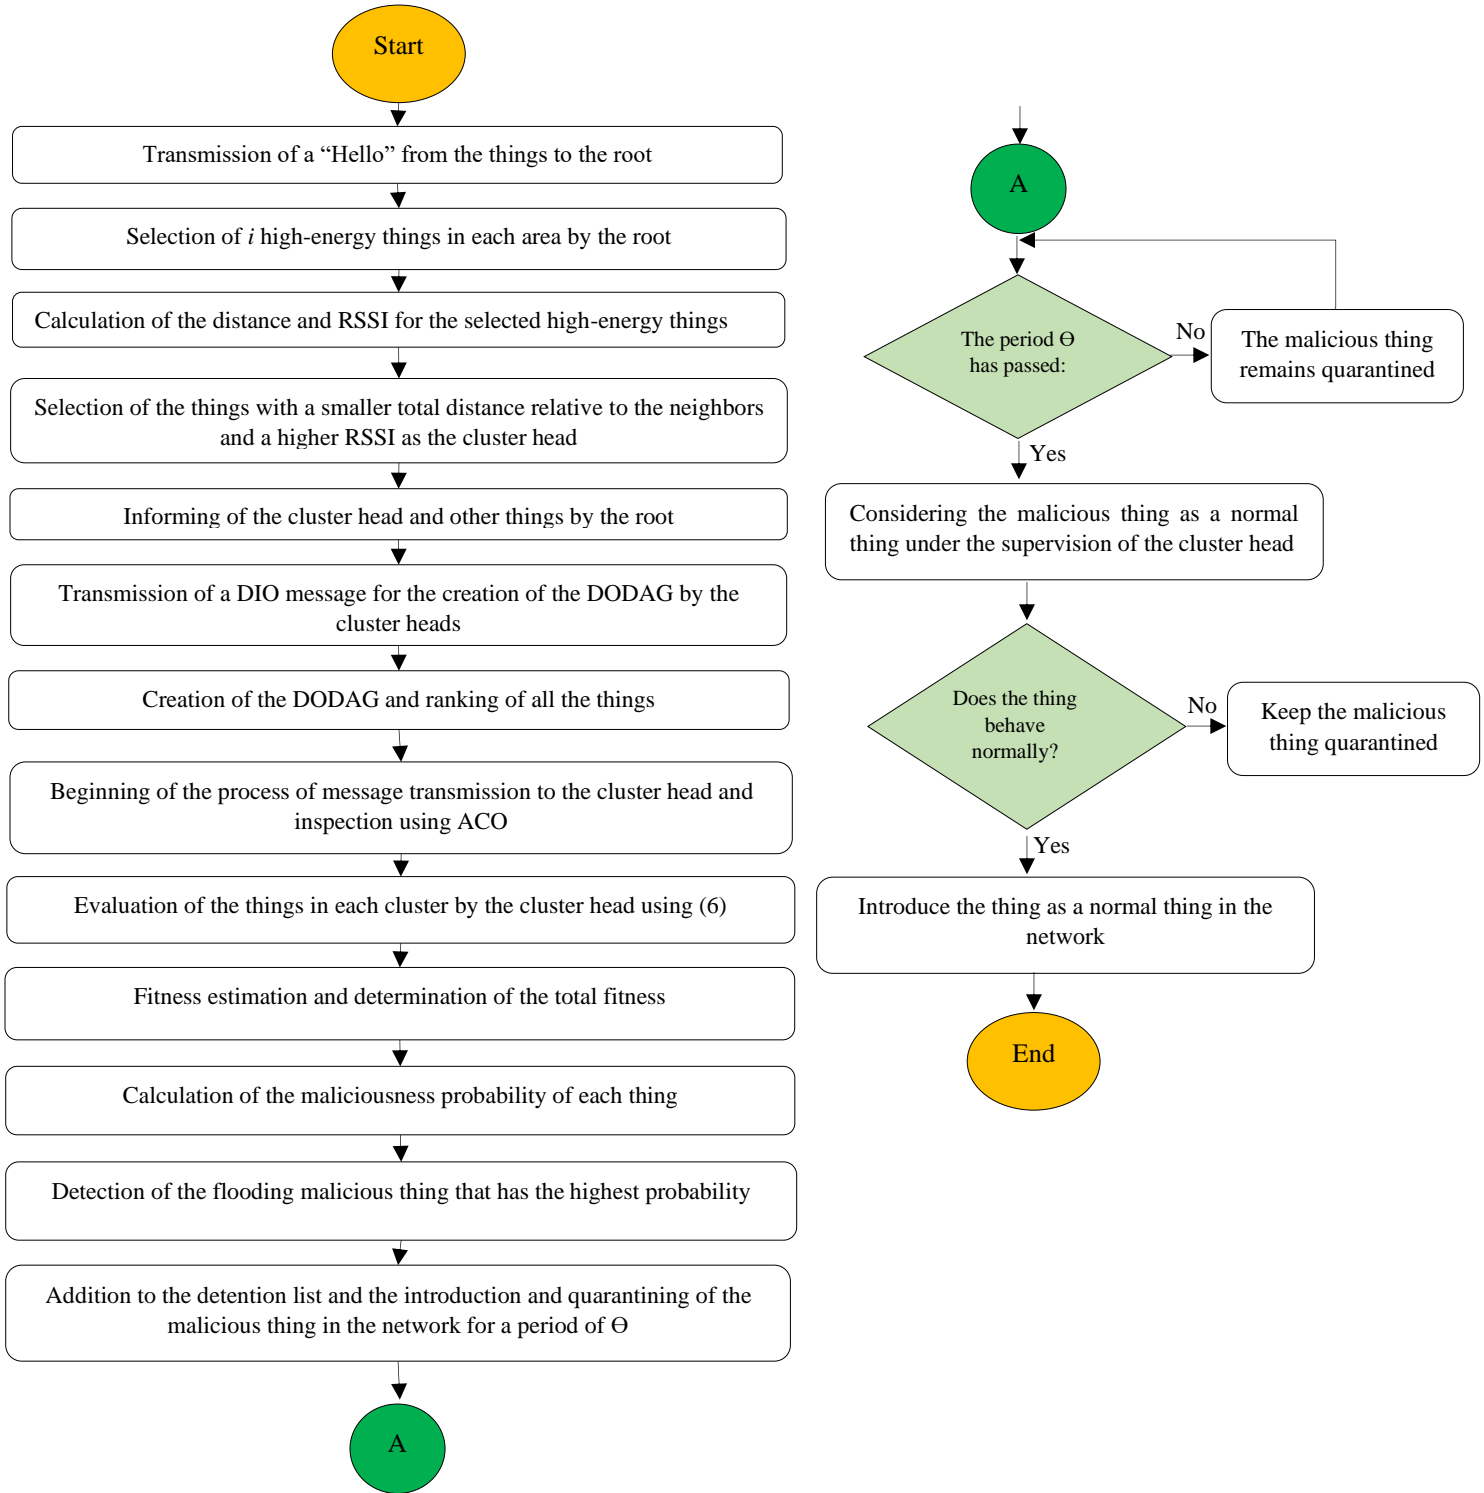 Start
Transmission of a “Hello” from the things to the root
Selection of i high-energy things in each area by the root
Calculation of the distance and RSSI for the selected high-energy things
Selection of the things with a smaller total distance relative to the neighbors
and a higher RSSI as the cluster head
Informing of the cluster head and other things by the root
Transmission of a DIO message for the creation of the DODAG by the
cluster heads
Creation of the DODAG and ranking of all the things
Beginning of the process of message transmission to the cluster head and
inspection using ACO
Evaluation of the things in each cluster by the cluster head using (6)
Fitness estimation and determination of the total fitness
Calculation of the maliciousness probability of each thing
Detection of the flooding malicious thing that has the highest probability
Addition to the detention list and the introduction and quarantining of the
malicious thing in the network for a period of Ɵ
A
A
The period Ɵ
has passed:
No
The malicious thing
remains quarantined
Yes
Considering the malicious thing as a normal
thing under the supervision of the cluster head
Does the thing
behave
normally?
No
Keep the malicious
thing quarantined
Yes
Introduce the thing as a normal thing in the
network
End